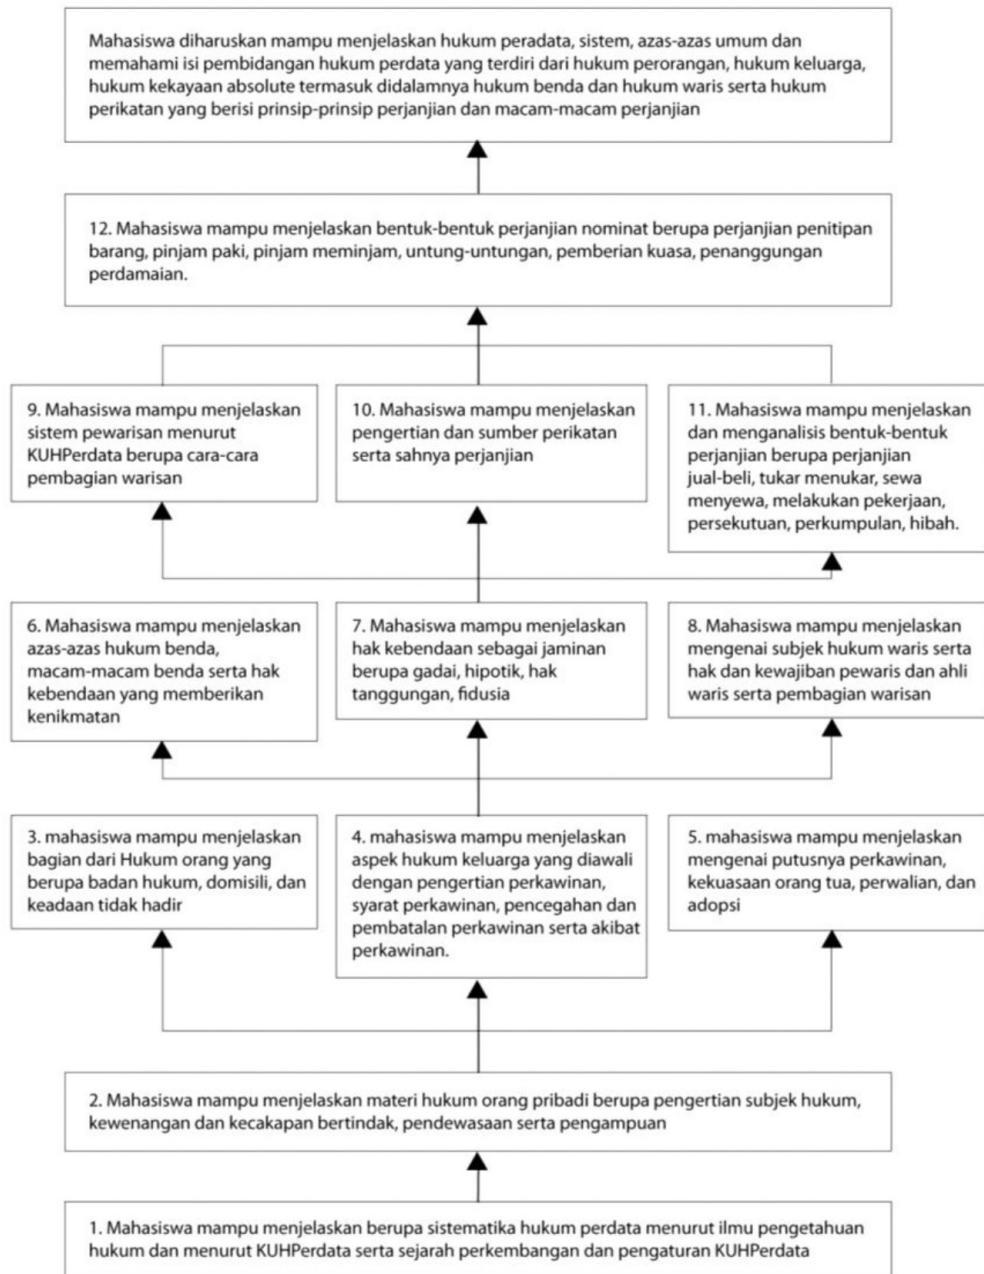 Mahasiswa diharuskan mampu menjelaskan hukum peradata, sistem, azas-azas umum dan
memahami isi pembidangan hukum perdata yang terdiri dari hukum perorangan, hukum keluarga,
hukum kekayaan absolute termasuk didalamnya hukum benda dan hukum waris serta hukum
perikatan yang berisi prinsip-prinsip perjanjian dan macam-macam perjanjian
12. Mahasiswa mampu menjelaskan bentuk-bentuk perjanjian nominat berupa perjanjian penitipan
barang, pinjam paki, pinjam meminjam, untung-untungan, pemberian kuasa, penanggungan
perdamaian.
9. Mahasiswa mampu menjelaskan
sistem pewarisan menurut
KUHPerdata berupa cara-cara
pembagian warisan
10. Mahasiswa mampu menjelaskan
pengertian dan sumber perikatan
serta sahnya perjanjian
11. Mahasiswa mampu menjelaskan
dan menganalisis bentuk-bentuk
perjanjian berupa perjanjian
jual-beli, tukar menukar, sewa
menyewa, melakukan pekerjaan,
persekutuan, perkumpulan, hibah.
6. Mahasiswa mampu menjelaskan
azas-azas hukum benda,
macam-macam benda serta hak
kebendaan yang memberikan
kenikmatan
7. Mahasiswa mampu menjelaskan
hak kebendaan sebagai jaminan
berupa gadai, hipotik, hak
tanggungan, fidusia
8. Mahasiswa mampu menjelaskan
mengenai subjek hukum waris serta
hak dan kewajiban pewaris dan ahli
waris serta pembagian warisan
3. mahasiswa mampu menjelaskan
bagian dari Hukum orang yang
berupa badan hukum, domisili, dan
keadaan tidak hadir
4. mahasiswa mampu menjelaskan
aspek hukum keluarga yang diawali
dengan pengertian perkawinan,
syarat perkawinan, pencegahan dan
pembatalan perkawinan serta akibat
perkawinan.
5. mahasiswa mampu menjelaskan
mengenai putusnya perkawinan,
kekuasaan orang tua, perwalian, dan
adopsi
2. Mahasiswa mampu menjelaskan materi hukum orang pribadi berupa pengertian subjek hukum,
kewenangan dan kecakapan bertindak, pendewasaan serta pengampuan
1. Mahasiswa mampu menjelaskan berupa sistematika hukum perdata menurut ilmu pengetahuan
hukum dan menurut KUHPerdata serta sejarah perkembangan dan pengaturan KUHPerdata